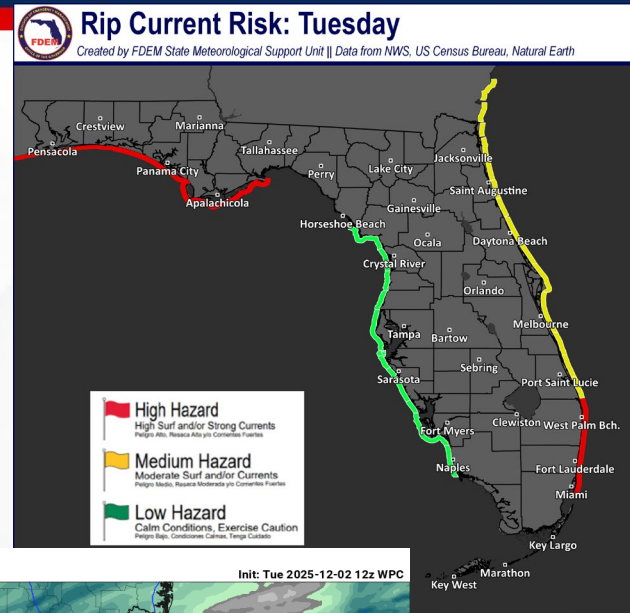 Rip Current Risk: Tuesday
FDEM
Created by FDEM State Meteorological Support Unit || Data from NWS, US Census Bureau, Natural Earth
Crestview
Marianna
Pensacola
Tallahassee
Jacksonville
Panama City
Perry
Lake City
Saint Augustine
Apalachicola
Gainesville
Horseshoe Beach
Ocala
Daytona Beach
Crystal River
Orlando
Melbourne
Tampa
Bartow
Sebring
Sarasota
Port Saint Lucie
Clewiston
West Palm Bch.
Fort Myers
Naples
Fort Lauderdale
Miami
Key Largo
Marathon
Key West
High Hazard
High Surf and/or Strong Currents
Peligro Alto, Resaca Alta y/o Corrientes Fuertes
Medium Hazard
Moderate Surf and/or Currents
Peligro Medio, Resaca Moderada y/o Corrientes Fuertes
Low Hazard
Calm Conditions, Exercise Caution
Peligro Bajo, Condiciones Calmas, Tenga Cuidado
Init: Tue 2025-12-02 12z WPC